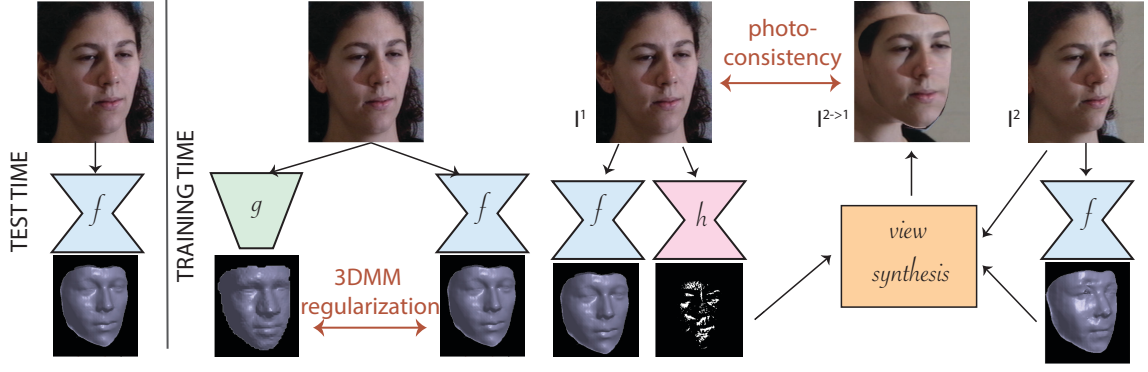 TEST TIME
TRAINING TIME
f
g
3DMM
regularization
f
I¹
f
h
photo-
consistency
I²⁻>¹
view
synthesis
I²
f